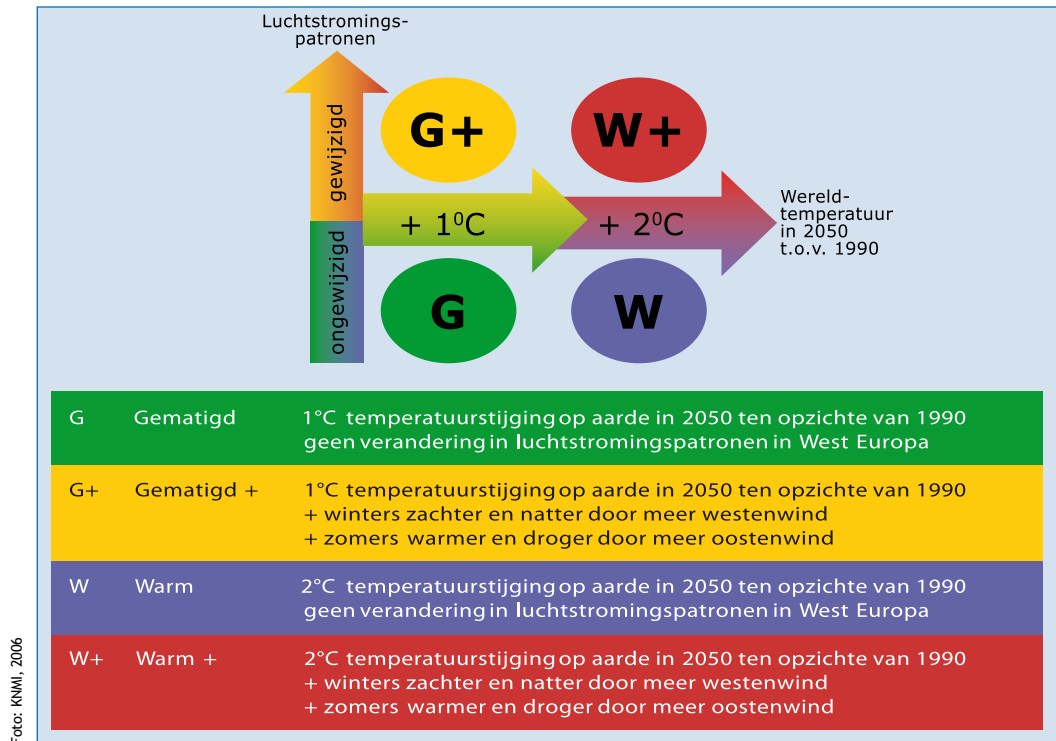 Luchtstromings-
patronen
gewijzigd
ongewijzigd
G+
W+
+ 1⁰C
+ 2⁰C
Wereld-
temperatuur
in 2050
t.o.v. 1990
G
W
G Gematigd 1°C temperatuurstijging op aarde in 2050 ten opzichte van 1990
geen verandering in luchtstromingspatronen in West Europa
G+ Gematigd + 1°C temperatuurstijging op aarde in 2050 ten opzichte van 1990
+ winters zachter en natter door meer westenwind
+ zomers warmer en droger door meer oostenwind
W Warm 2°C temperatuurstijging op aarde in 2050 ten opzichte van 1990
geen verandering in luchtstromingspatronen in West Europa
W+ Warm + 2°C temperatuurstijging op aarde in 2050 ten opzichte van 1990
+ winters zachter en natter door meer westenwind
+ zomers warmer en droger door meer oostenwind
Foto: KNMI, 2006